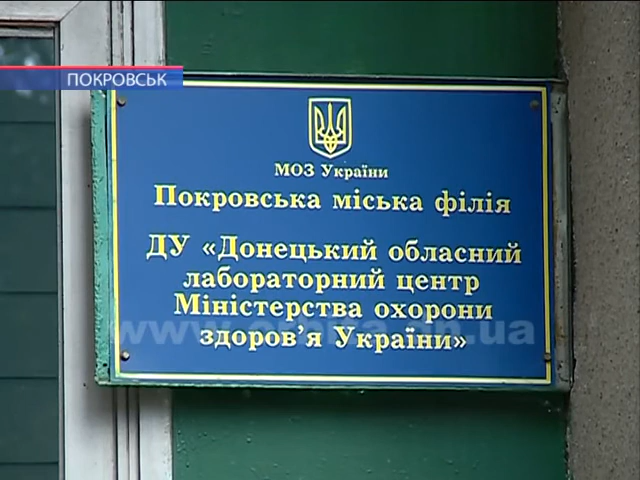 ПОКРОВСЬК
МОЗ України
Покровська міська філія
ДУ «Донецький обласний
лабораторний центр
Міністерства охорони
здоров'я України»